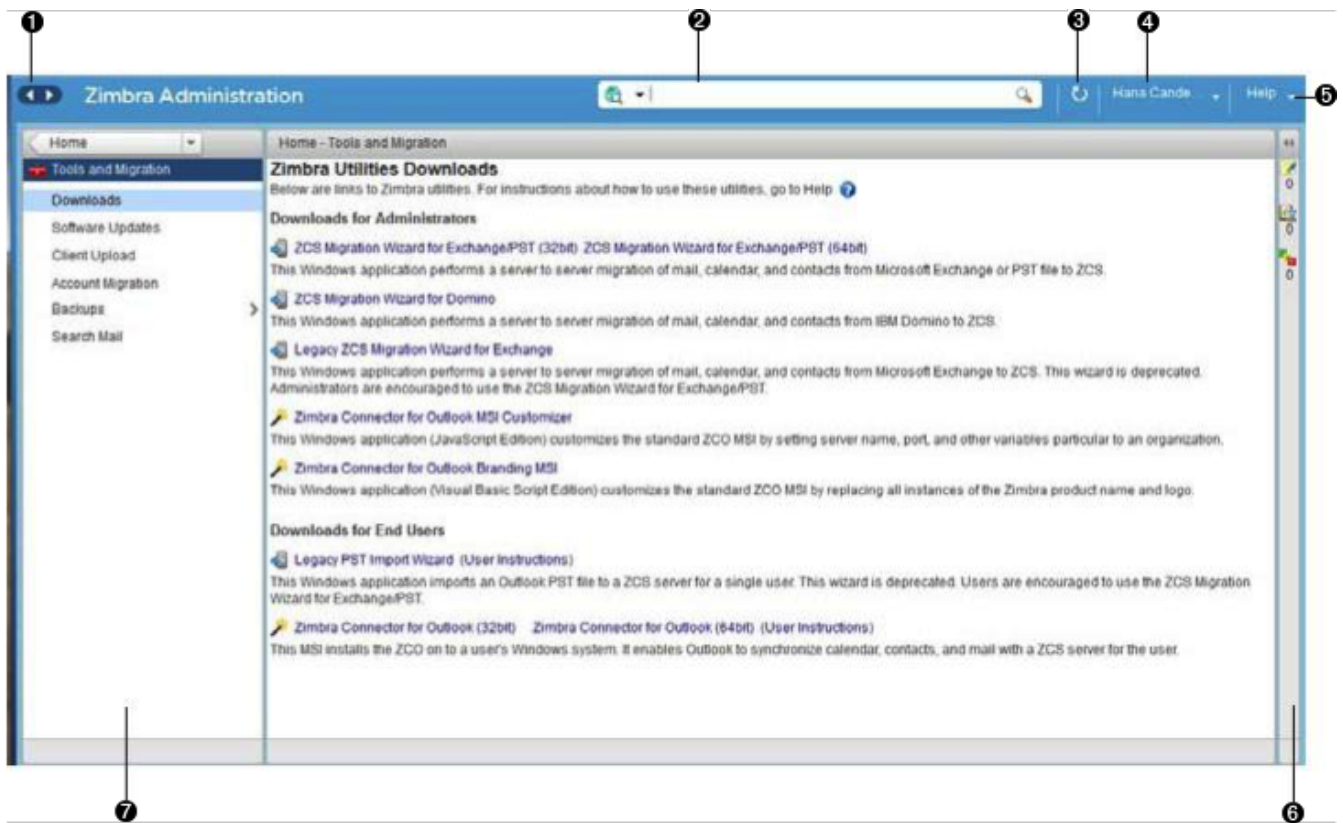 ❶ ❷ ❸ ❹
Zimbra Administration
Hana Cande...
Help
❺
Home
Home - Tools and Migration
Tools and Migration
Downloads
Software Updates
Client Upload
Account Migration
Backups
Search Mail
Zimbra Utilities Downloads
Below are links to Zimbra utilities. For instructions about how to use these utilities, go to Help
Downloads for Administrators
ZCS Migration Wizard for Exchange/PST (32bit) ZCS Migration Wizard for Exchange/PST (64bit)
This Windows application performs a server to server migration of mail, calendar, and contacts from Microsoft Exchange or PST file to ZCS.
ZCS Migration Wizard for Domino
This Windows application performs a server to server migration of mail, calendar, and contacts from IBM Domino to ZCS.
Legacy ZCS Migration Wizard for Exchange
This Windows application performs a server to server migration of mail, calendar, and contacts from Microsoft Exchange to ZCS. This wizard is deprecated.
Administrators are encouraged to use the ZCS Migration Wizard for Exchange/PST.
Zimbra Connector for Outlook MSI Customizer
This Windows application (JavaScript Edition) customizes the standard ZCO MSI by setting server name, port, and other variables particular to an organization.
Zimbra Connector for Outlook Branding MSI
This Windows application (Visual Basic Script Edition) customizes the standard ZCO MSI by replacing all instances of the Zimbra product name and logo.
Downloads for End Users
Legacy PST Import Wizard (User Instructions)
This Windows application imports an Outlook PST file to a ZCS server for a single user. This wizard is deprecated. Users are encouraged to use the ZCS Migration
Wizard for Exchange/PST.
Zimbra Connector for Outlook (32bit) Zimbra Connector for Outlook (64bit) (User Instructions)
This MSI installs the ZCO on to a user's Windows system. It enables Outlook to synchronize calendar, contacts, and mail with a ZCS server for the user.
0
0
0
❼ ❻